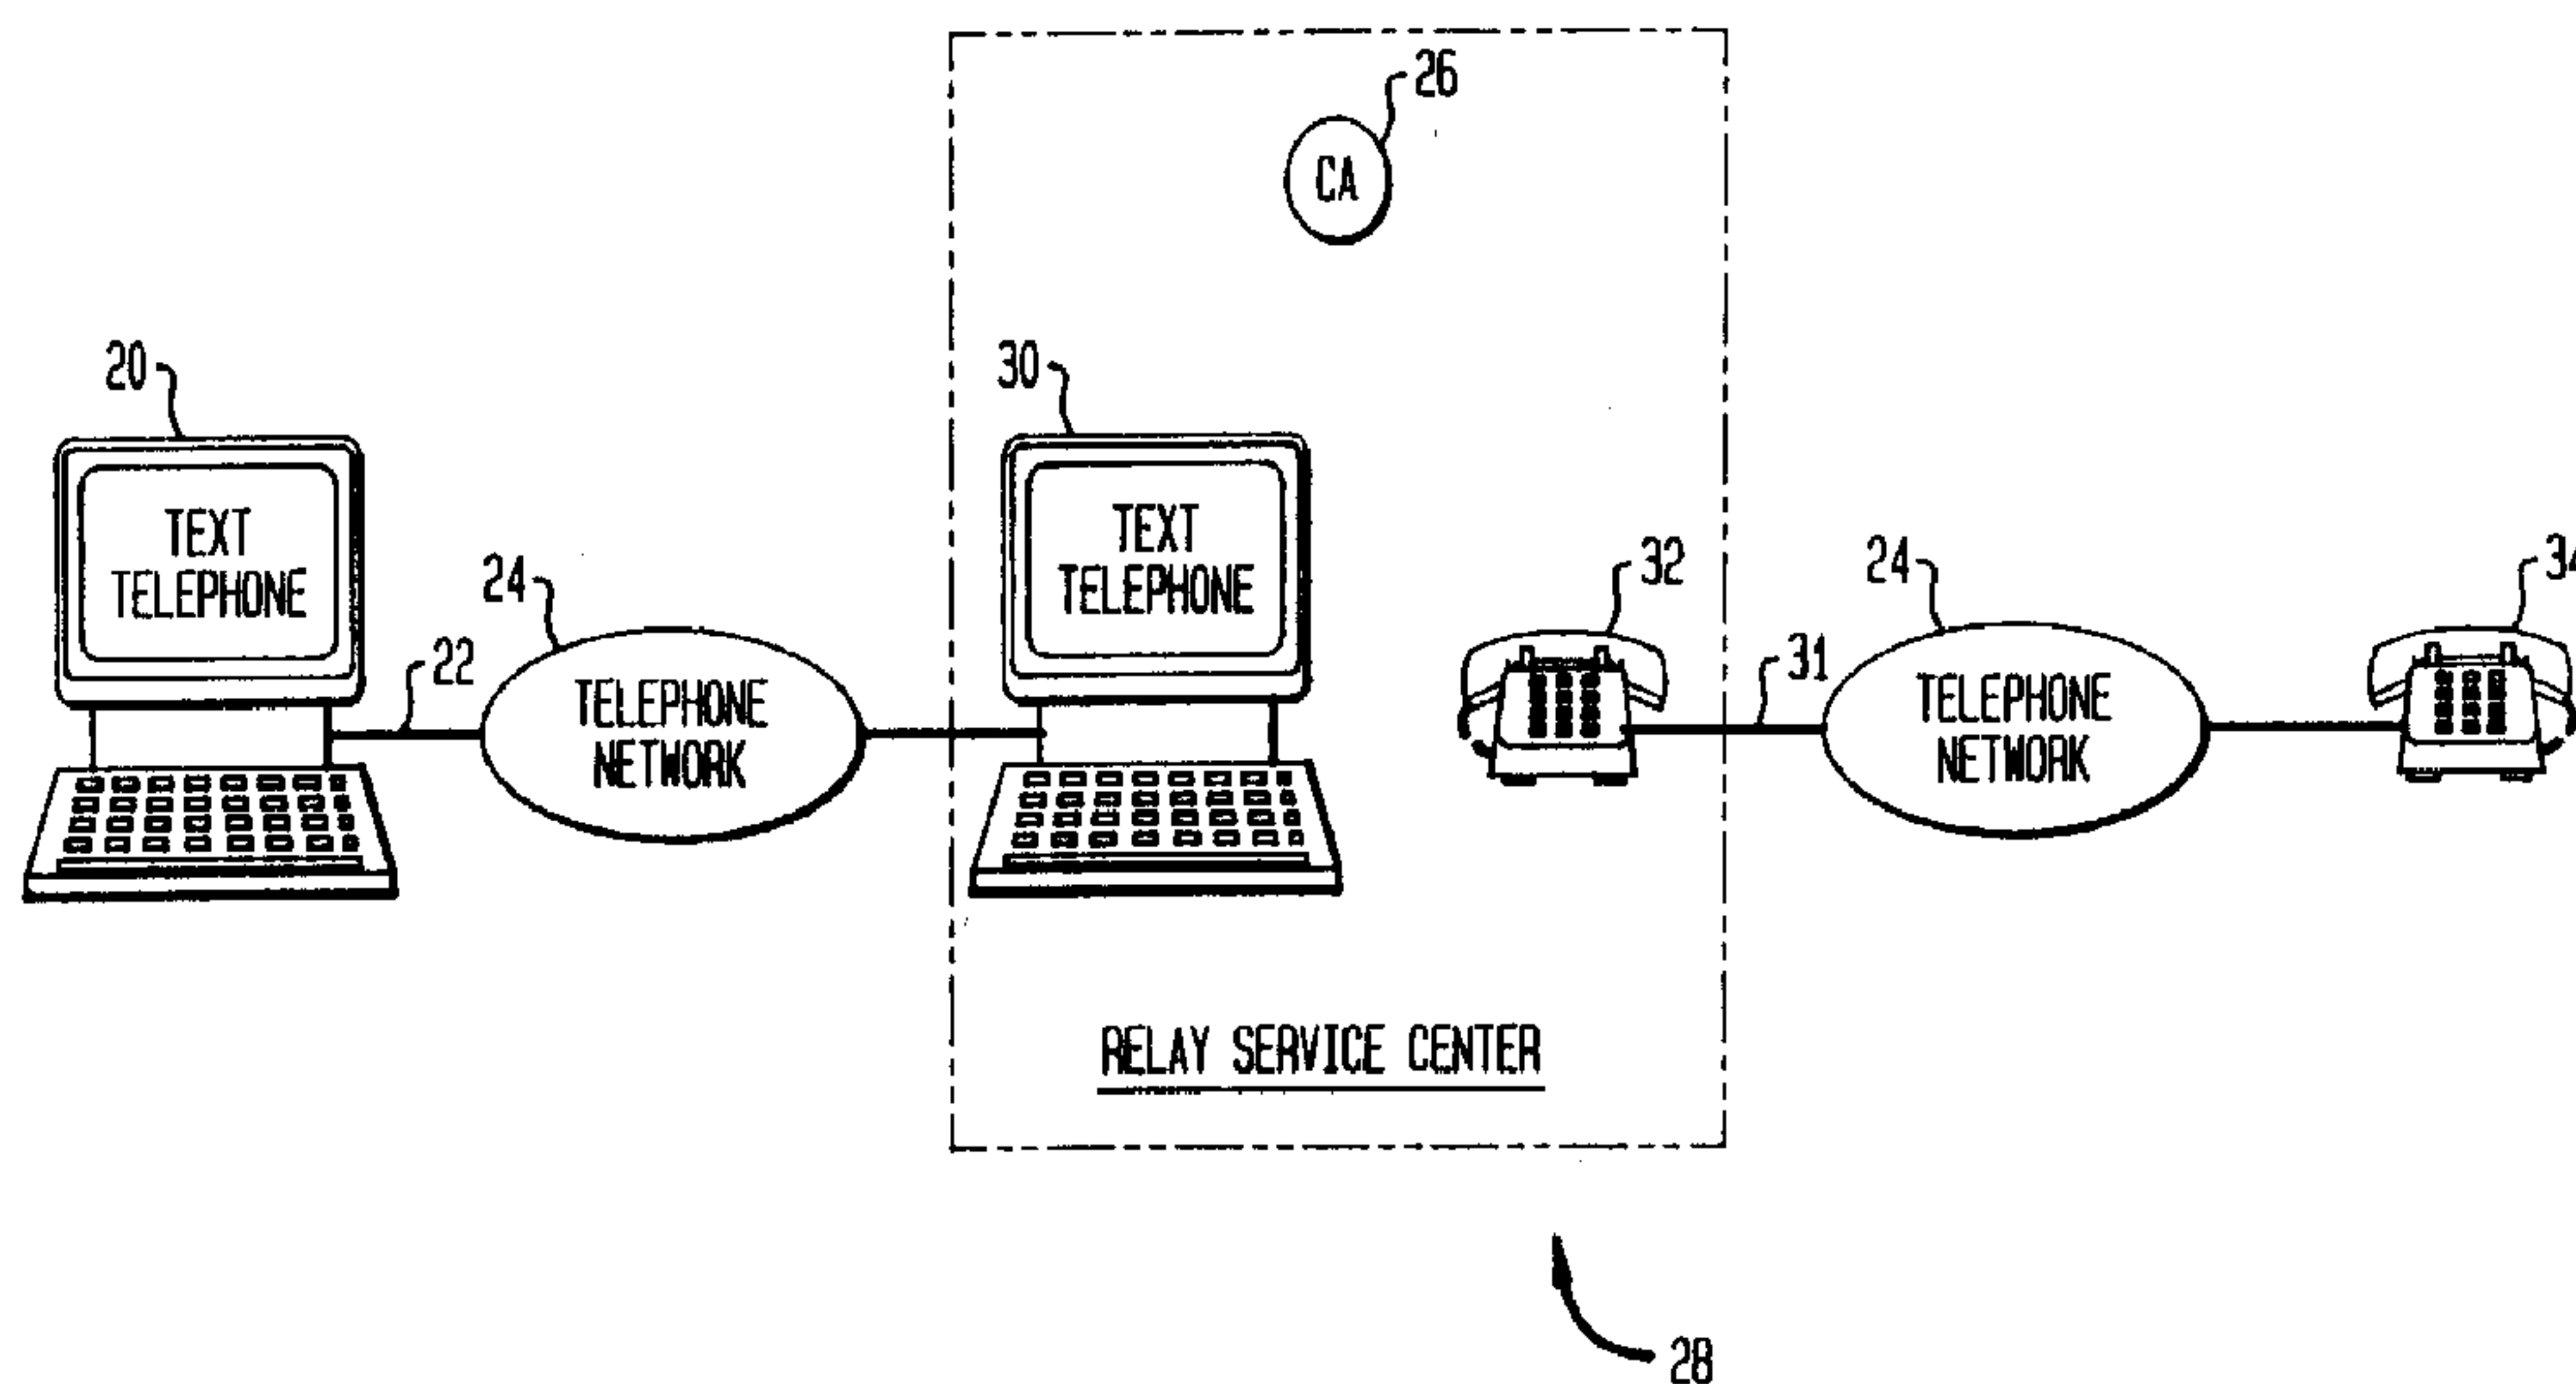 26
CA
20
30
TEXT
TELEPHONE
TEXT
TELEPHONE
24
32
24
34
22
31
TELEPHONE
NETWORK
TELEPHONE
NETWORK
RELAY SERVICE CENTER
28